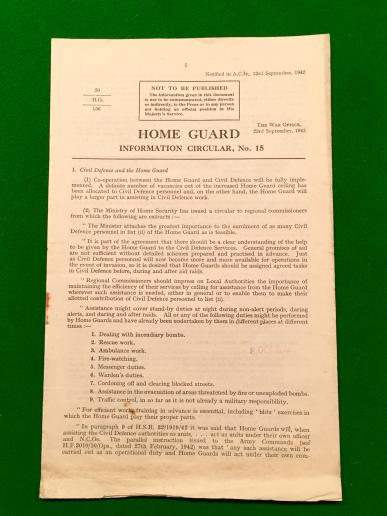 1
Notified in A.C.Is., 23rd September, 1942
20
H.G.
106
NOT TO BE PUBLISHED
The information given in this document
is not to be communicated, either directly
or indirectly, to the Press or to any person
not holding an official position in His
Majesty's Service.
THE WAR OFFICE,
23rd September, 1942
HOME GUARD
INFORMATION CIRCULAR, No. 15
1. Civil Defence and the Home Guard
(1) Co-operation between the Home Guard and Civil Defence will be fully imple-
mented. A definite number of vacancies out of the increased Home Guard ceiling has
been allocated to Civil Defence personnel and, on the other hand, the Home Guard will
play a larger part in assisting in Civil Defence work.
(2) The Ministry of Home Security has issued a circular to regional commissioners
from which the following are extracts :—
" The Minister attaches the greatest importance to the enrolment of as many Civil
Defence personnel in list (ii) of the Home Guard as is feasible.
" It is part of the agreement that there should be a clear understanding of the help
to be given by the Home Guard to the Civil Defence Services. General promises of aid
are not sufficient without detailed schemes prepared and practised in advance. Just
as Civil Defence personnel will now become more and more available for operations in
the event of invasion, so it is desired that Home Guards should be assigned agreed tasks
in Civil Defence before, during and after air raids.
" Regional Commissioners should impress on Local Authorities the importance of
maintaining the efficiency of their services by calling for assistance from the Home Guard
wherever such assistance is needed, either in general or to enable them to make their
allotted contribution of Civil Defence personnel to list (ii).
" Assistance might cover stand-by duties at night during non-alert periods, during
alerts, and during and after raids. All or any of the following duties might be performed
by Home Guards and have already been undertaken by them in different places at different
times :—
1. Dealing with incendiary bombs.
2. Rescue work.
3. Ambulance work.
4. Fire-watching.
5. Messenger duties.
6. Warden's duties.
7. Cordoning off and clearing blocked streets.
8. Assistance in the evacuation of areas threatened by fire or unexploded bombs.
9. Traffic control in so far as it is not already a military responsibility.
" For efficient work, training in advance is essential, including ' blitz ' exercises in
which the Home Guard play their proper parts.
" In paragraph 9 of H.S.R. it was said that Home Guards will, when
assisting the Civil Defence authorities as units, . . . . act as units under their own officer
and N.C.Os. The parallel instruction issued to the Army Commands (see
dated 27th February, 1942) was that ' any such assistance will be
carried out as an operational duty and Home Guards will act under their own com-